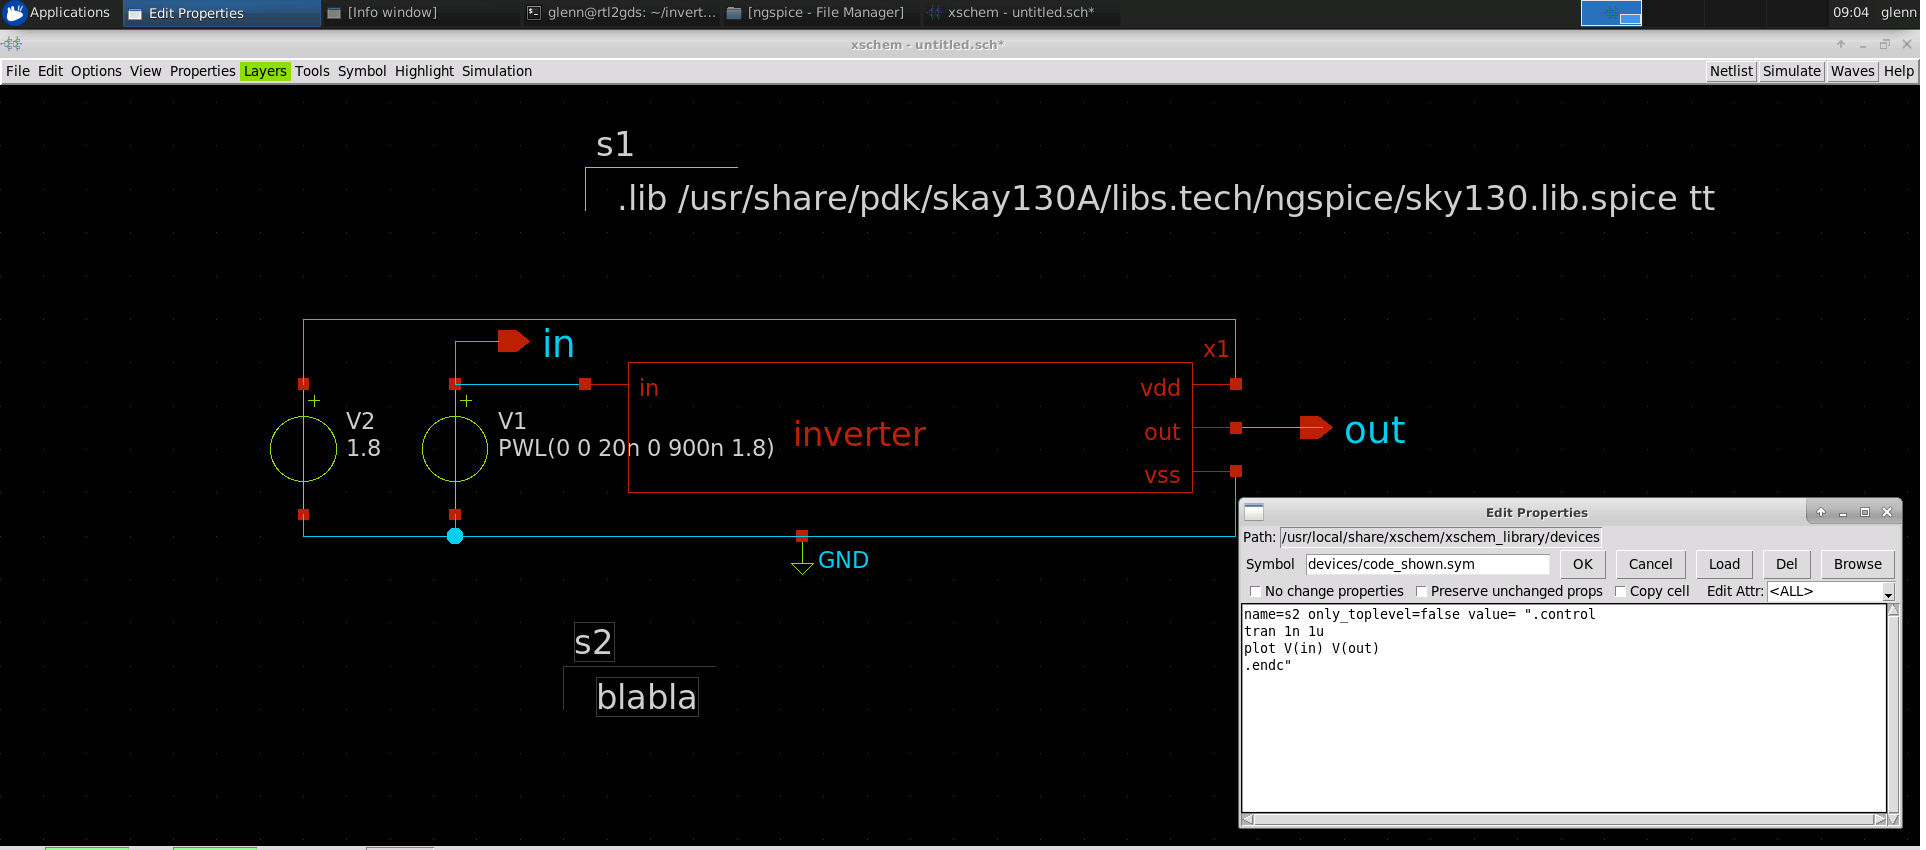 Applications
Edit Properties
[Info window]
glenn@rtl2gds: ~/invert...
[ngspice - File Manager]
xschem - untitled.sch*
09:04
glenn
xschem - untitled.sch*
File Edit Options View Properties Layers Tools Symbol Highlight Simulation
Netlist Simulate Waves Help
s1
.lib /usr/share/pdk/skay130A/libs.tech/ngspice/sky130.lib.spice tt
in
x1
in
vdd
V2
1.8
V1
PWL(0 0 20n 0 900n 1.8)
inverter
out
out
vss
GND
s2
blabla
Edit Properties
Path: /usr/local/share/xschem/xschem_library/devices
Symbol devices/code_shown.sym OK Cancel Load Del Browse
No change properties Preserve unchanged props Copy cell Edit Attr: <ALL>
name=s2 only_toplevel=false value= ".control
tran 1n 1u
plot V(in) V(out)
.endc"